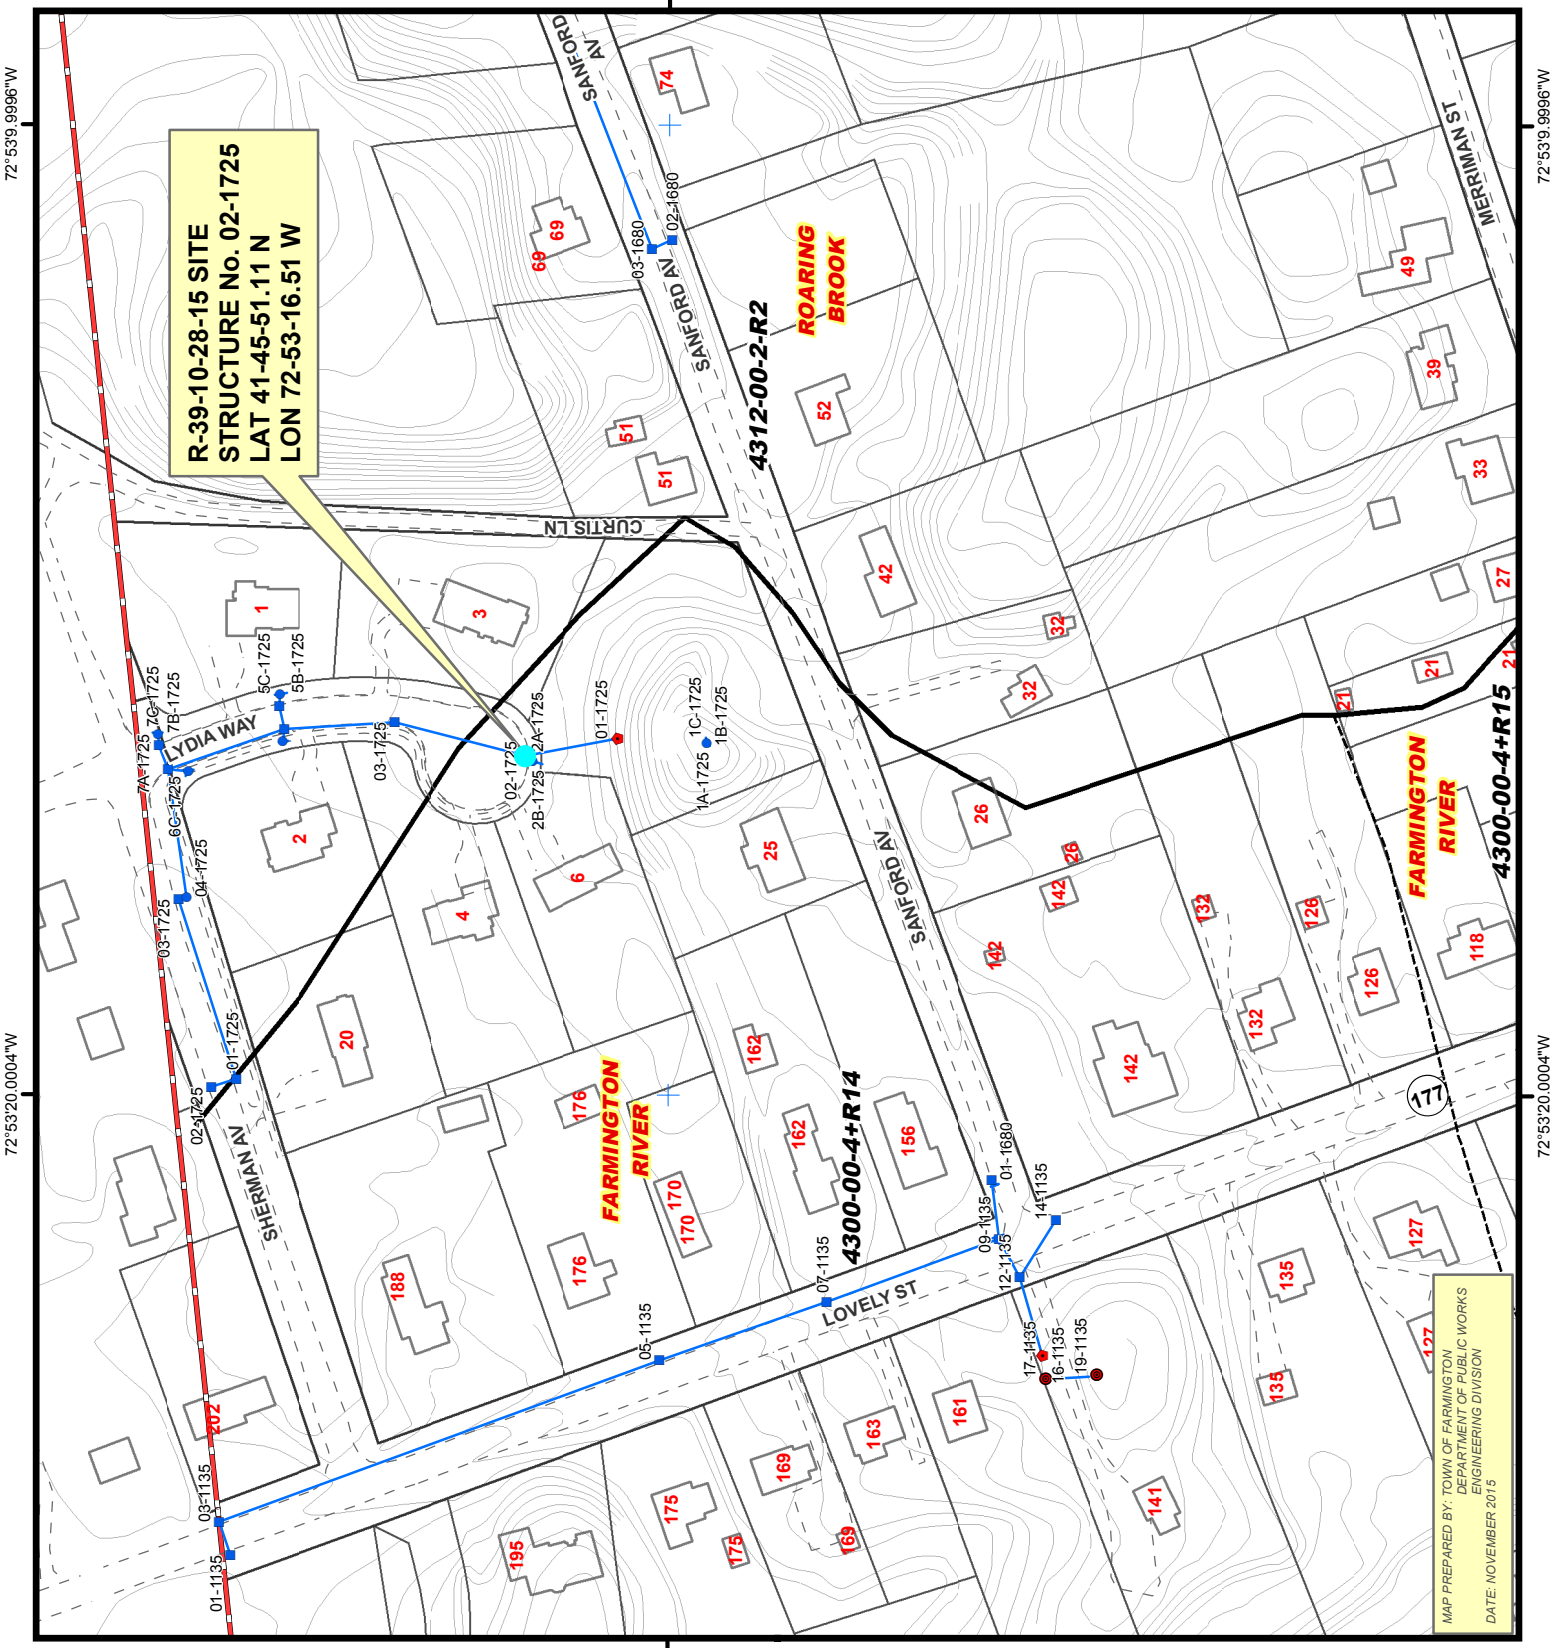 72°53'20.0004"W
72°53'9.9996"W
R-39-10-28-15 SITE
STRUCTURE No. 02-1725
LAT 41-45-51.11 N
LON 72-53-16.51 W
01-1135
03-1135
202
02-1725
01-1725
SHERMAN AV
03-1725
04-1725
7A-1725
7C-1725
7B-1725
6C-1725
LYDIA WAY
5C-1725
5B-1725
1
2
20
188
03-1725
4
3
6
02-1725
2A-1725
2B-1725
01-1725
CURTIS LN
195
176
176
FARMINGTON
RIVER
170
170
05-1135
175
175
1A-1725
1C-1725
1B-1725
25
162
162
SANFORD
AV
74
69
69
03-1680
02-1680
SANFORD AV
51
51
4312-00-2-R2
ROARING
BROOK
52
42
169
169
163
07-1135
LOVELY ST
4300-00-4+R14
156
SANFORD AV
161
09-1135
01-1680
12-1135
14-1135
17-1135
16-1135
19-1135
142
142
142
26
26
32
32
141
135
135
132
132
126
126
127
127
177
118
FARMINGTON
RIVER
4300-00-4+R15
21
21
21
27
33
39
49
MERRIMAN ST
MAP PREPARED BY: TOWN OF FARMINGTON
DEPARTMENT OF PUBLIC WORKS
ENGINEERING DIVISION
DATE: NOVEMBER 2015
72°53'20.0004"W
72°53'9.9996"W